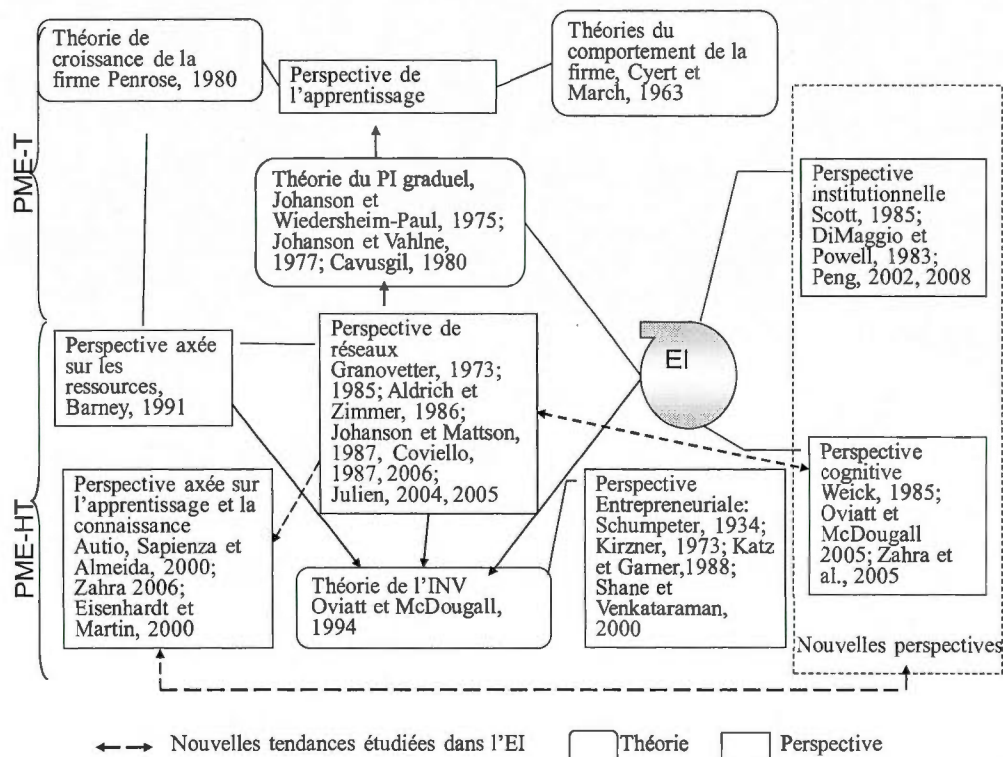 PME-T
Théorie de
croissance de la
firme Penrose, 1980
Perspective de
l'apprentissage
Théories du
comportement de la
firme, Cyert et
March, 1963
Théorie du PI graduel,
Johanson et
Wiedersheim-Paul, 1975;
Johanson et Vahlne,
1977; Cavusgil, 1980
Perspective
institutionnelle
Scott, 1985;
DiMaggio et
Powell, 1983;
Peng, 2002, 2008
PME-HT
Perspective axée
sur les
ressources,
Barney, 1991
Perspective de
réseaux
Granovetter, 1973;
1985; Aldrich et
Zimmer, 1986;
Johanson et Mattson,
1987, Coviello,
1987, 2006;
Julien, 2004, 2005
EI
Perspective axée sur
l'apprentissage et la
connaissance
Autio, Sapienza et
Almeida, 2000;
Zahra 2006;
Eisenhardt et
Martin, 2000
Théorie de l'INV
Oviatt et McDougall,
1994
Perspective
Entrepreneuriale:
Schumpeter, 1934;
Kirzner, 1973; Katz
et Garner,1988;
Shane et
Venkataraman,
2000
Perspective
cognitive
Weick, 1985;
Oviatt et
McDougall
2005; Zahra et
al., 2005
Nouvelles perspectives
Nouvelles tendances étudiées dans l'EI
Théorie
Perspective